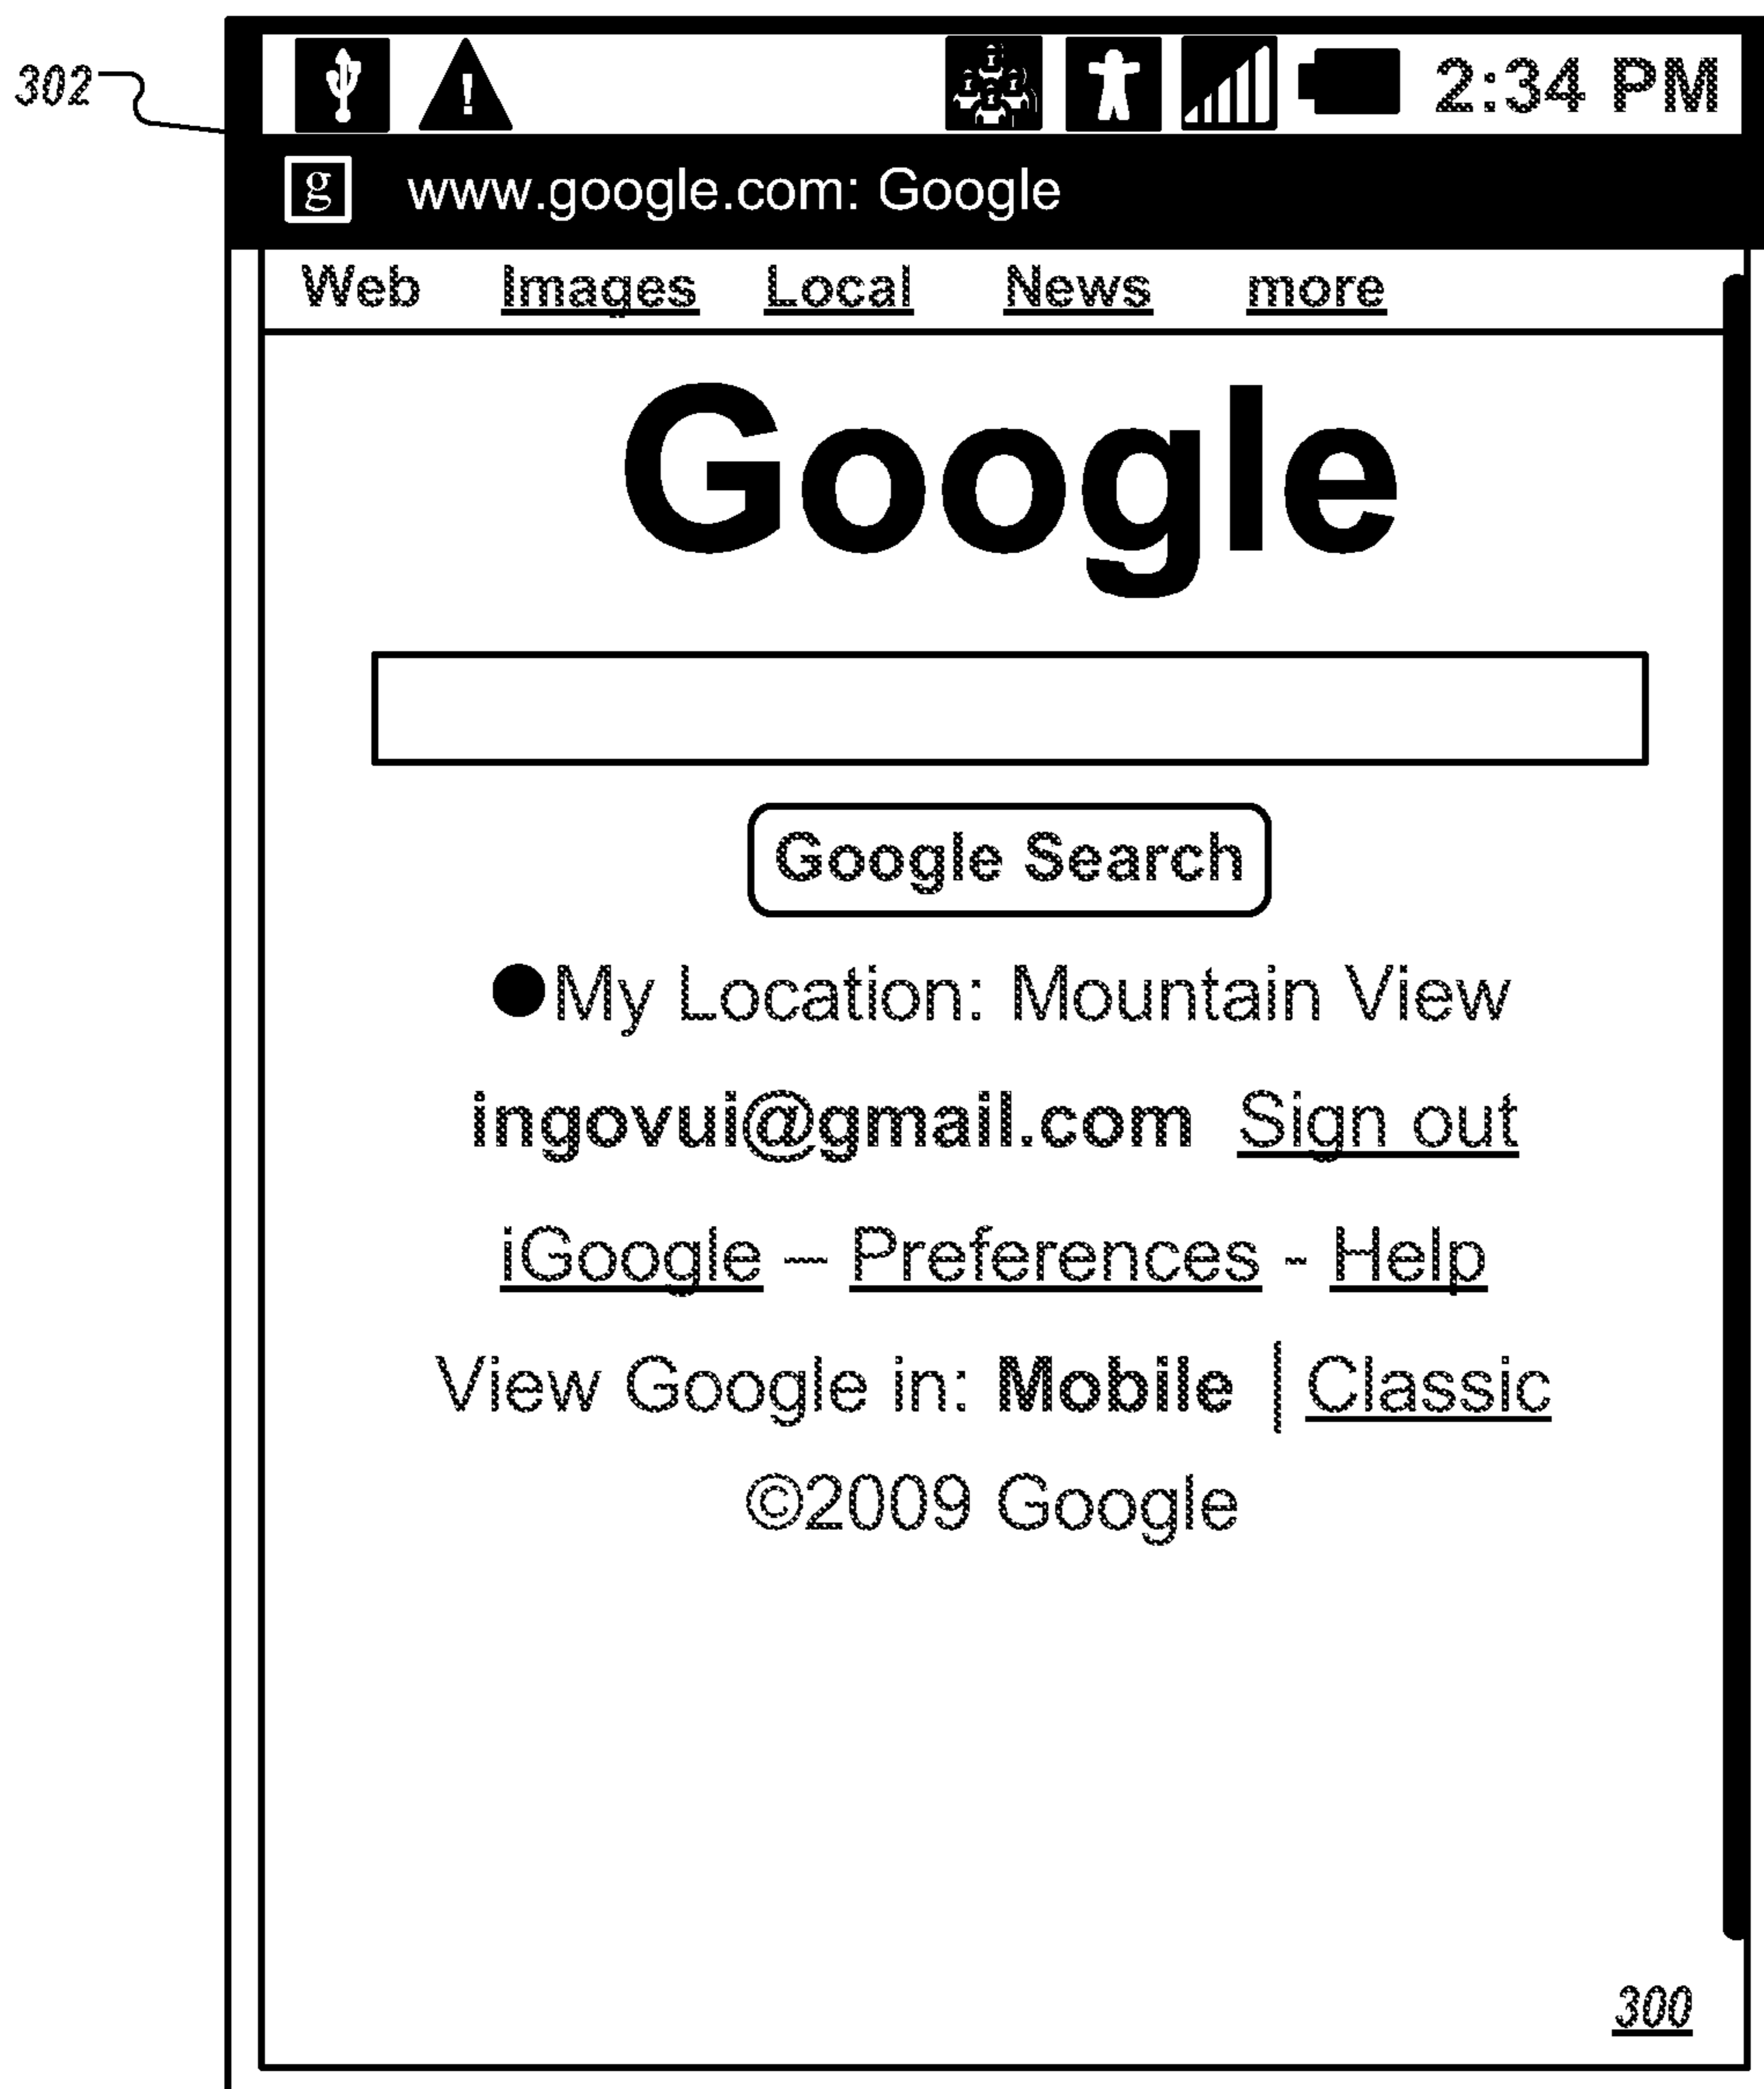 302
! 2:34 PM
g www.google.com: Google
Web Images Local News more
Google
Google Search
My Location: Mountain View
ingovui@gmail.com Sign out
iGoogle – Preferences - Help
View Google in: Mobile | Classic
©2009 Google
300